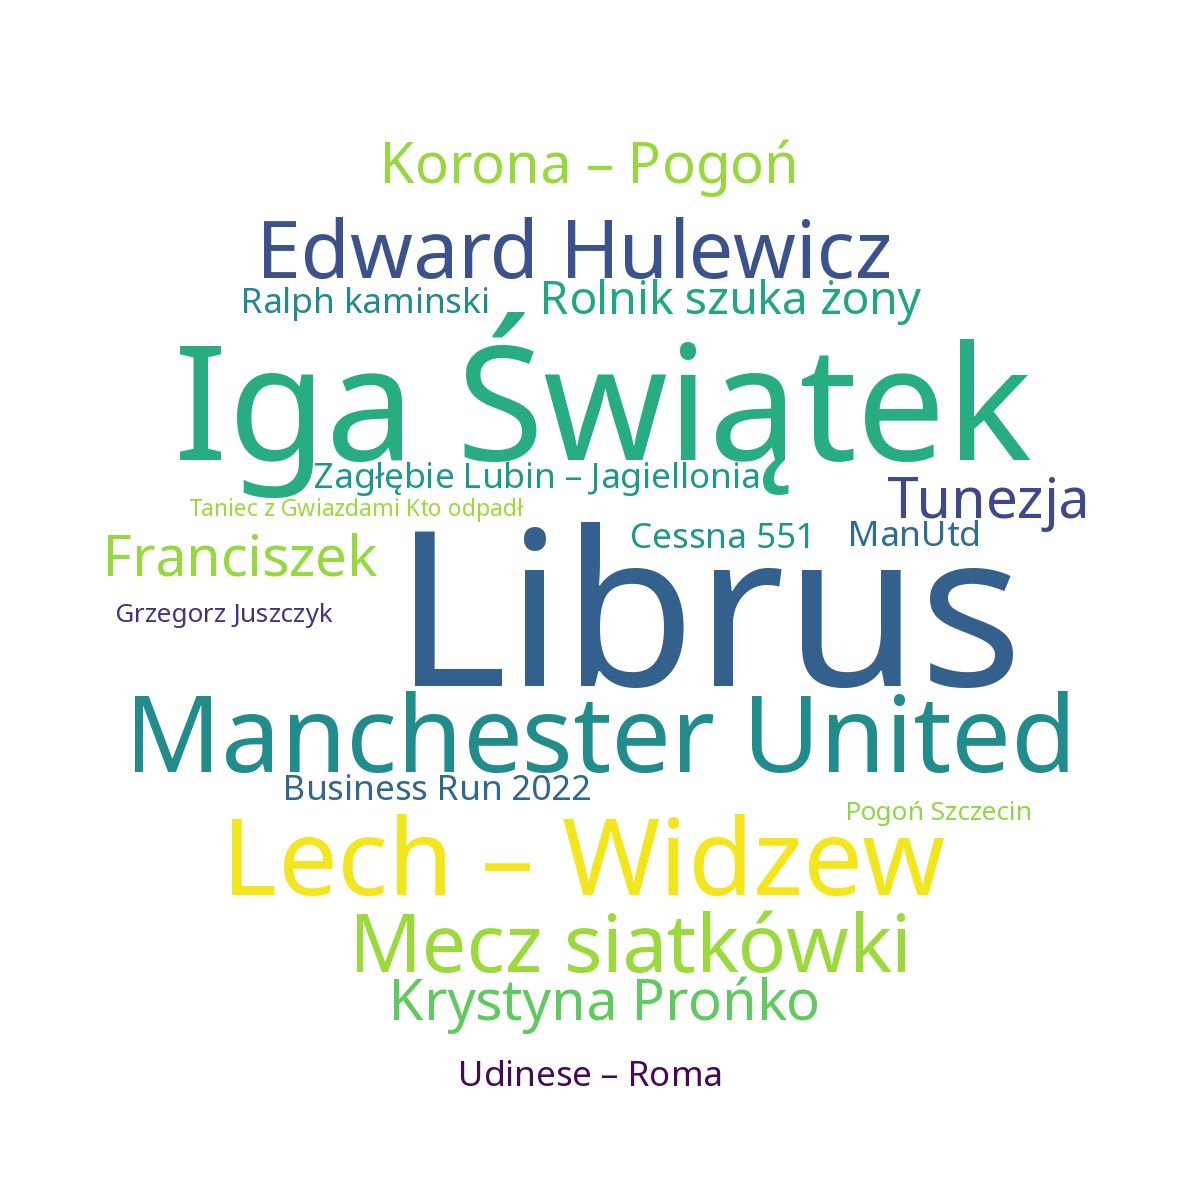 Korona – Pogoń
Edward Hulewicz
Ralph kaminski
Rolnik szuka żony
Iga Świątek
Zagłębie Lubin – Jagiellonia
Tunezja
Taniec z Gwiazdami Kto odpadł
Cessna 551
ManUtd
Franciszek
Librus
Grzegorz Juszczyk
Manchester United
Business Run 2022
Pogoń Szczecin
Lech – Widzew
Mecz siatkówki
Krystyna Prońko
Udinese – Roma